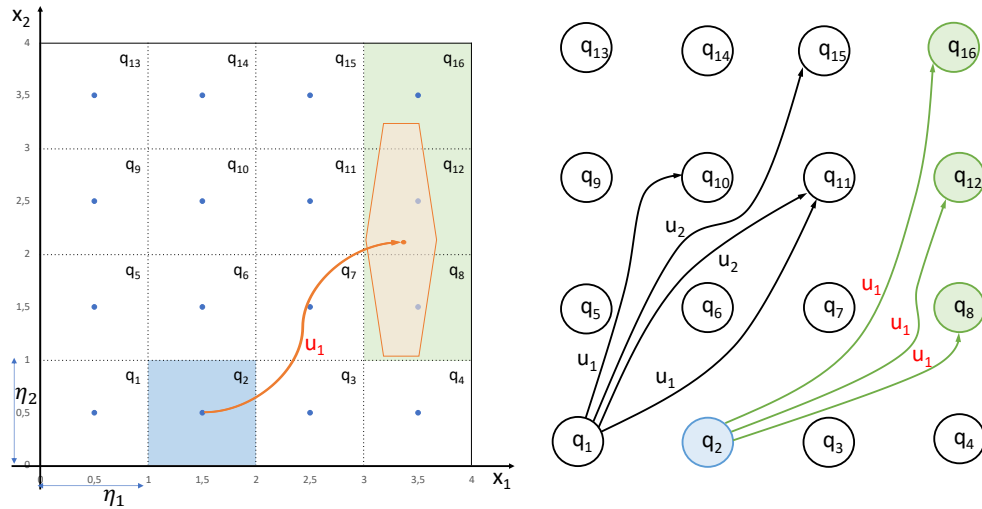 x₂
4
q₁₃ q₁₄ q₁₅ q₁₆
3,5
3
q₉ q₁₀ q₁₁ q₁₂
2,5
2
q₅ q₆ q₇ q₈
1,5
u₁
1
q₁ q₂ q₃ q₄
η₂
0,5
0
0 0,5 1 1,5 2 2,5 3 3,5 4
x₁
η₁
q₁₃ q₁₄ q₁₅ q₁₆
q₉ q₁₀ q₁₁ q₁₂
u₂
u₂
q₅ q₆ q₇ q₈
u₁
u₁
u₁
u₁
u₁
q₁ q₂ q₃ q₄